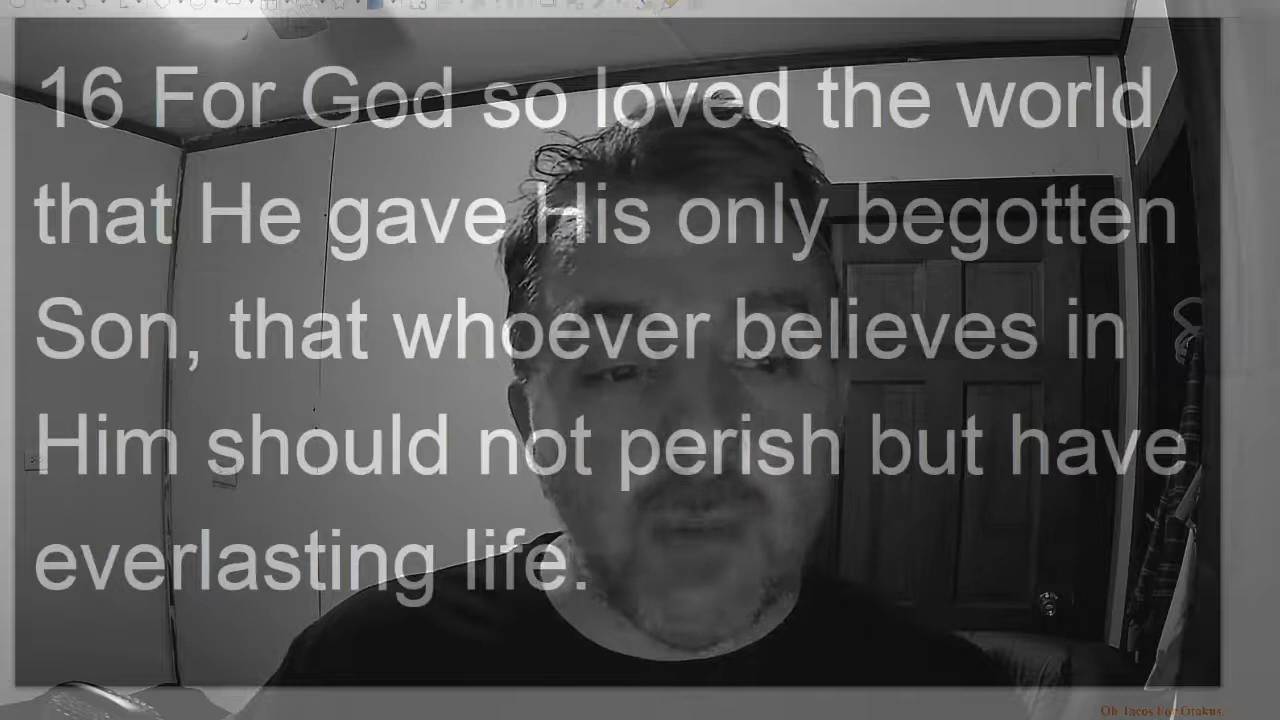 16 For God so loved the world
that He gave His only begotten
Son, that whoever believes in
Him should not perish but have
everlasting life.
Oh Tacos For Otakus.